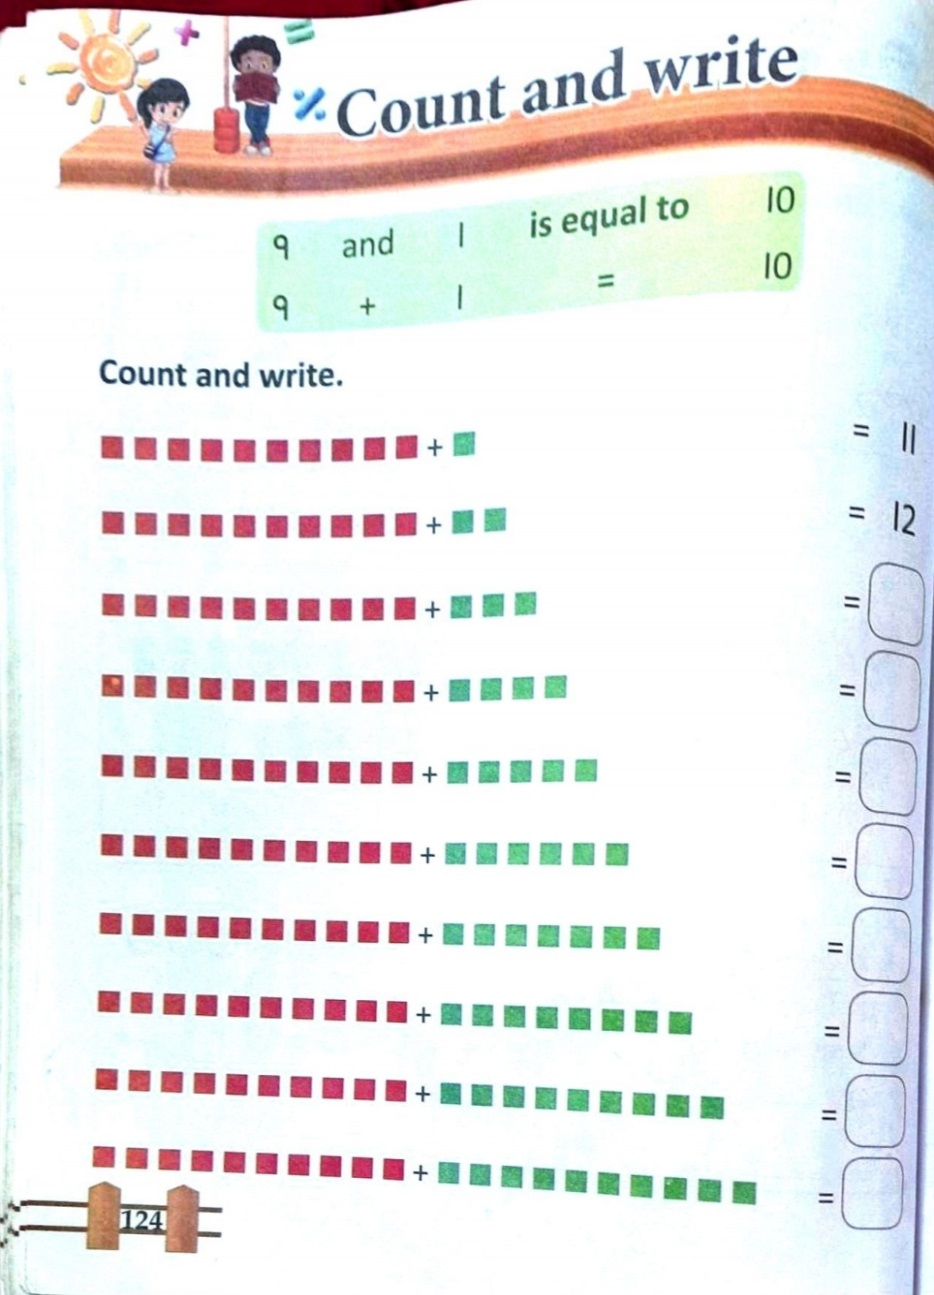 Count and write
9 and 1 is equal to 10
9 + 1 = 10
Count and write.
+ = 11
+ = 12
+ =
+ =
+ =
+ =
+ =
+ =
+ =
+ =
124